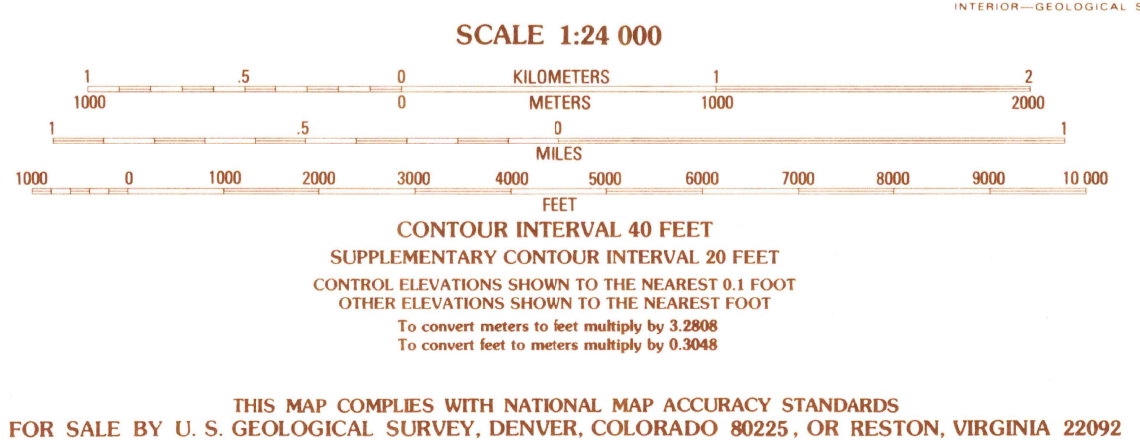 INTERIOR—GEOLOGICAL
SCALE 1:24 000
1 .5 0 KILOMETERS 1 2
1000 0 METERS 1000 2000
1 .5 0 1
MILES
1000 0 1000 2000 3000 4000 5000 6000 7000 8000 9000 10 000
FEET
CONTOUR INTERVAL 40 FEET
SUPPLEMENTARY CONTOUR INTERVAL 20 FEET
CONTROL ELEVATIONS SHOWN TO THE NEAREST 0.1 FOOT
OTHER ELEVATIONS SHOWN TO THE NEAREST FOOT
To convert meters to feet multiply by 3.2808
To convert feet to meters multiply by 0.3048
THIS MAP COMPLIES WITH NATIONAL MAP ACCURACY STANDARDS
FOR SALE BY U. S. GEOLOGICAL SURVEY, DENVER, COLORADO 80225, OR RESTON, VIRGINIA 22092